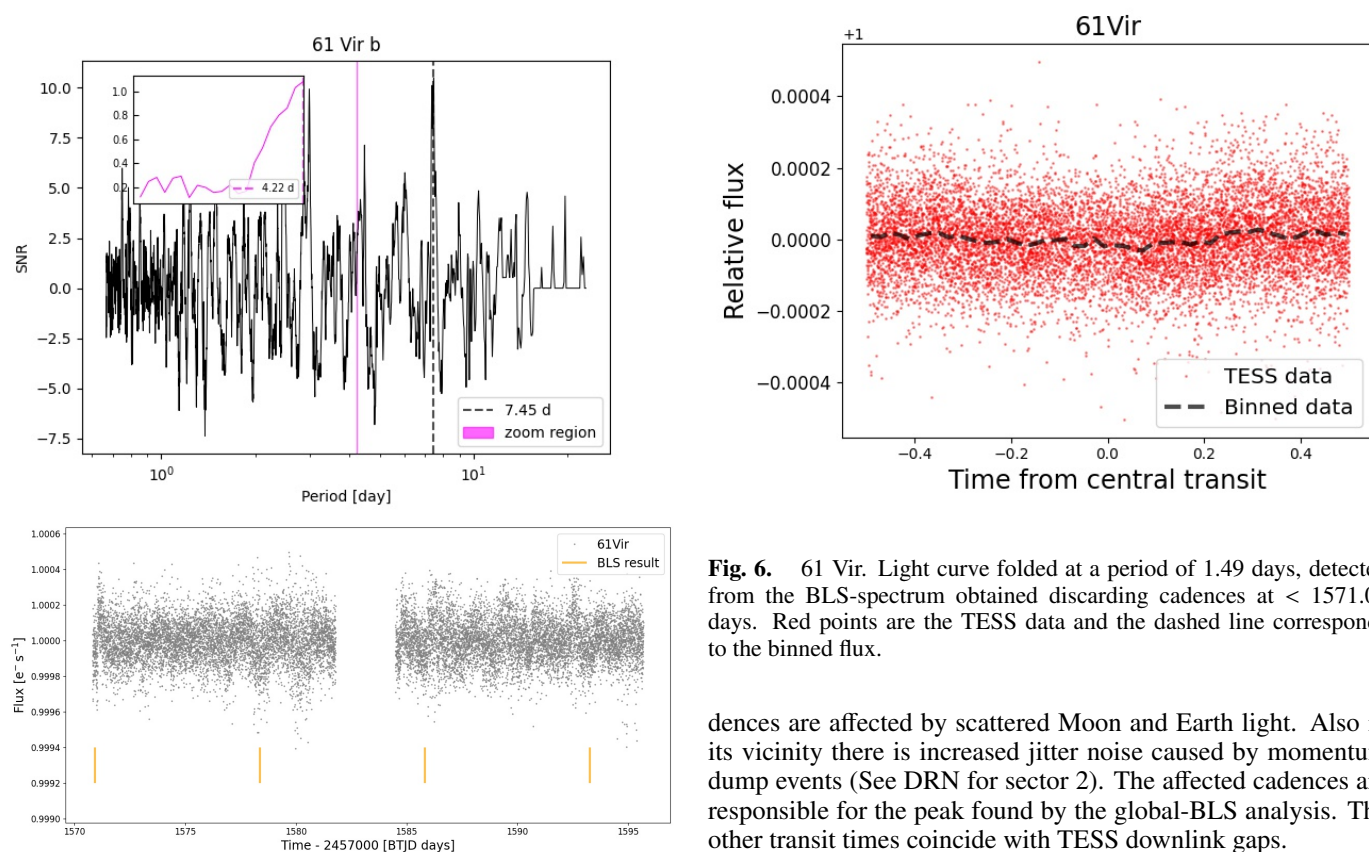 61 Vir b
10.0
7.5
5.0
2.5
0.0
−2.5
−5.0
−7.5
SNR
1.0
0.8
0.6
0.4
0.2
4.22 d
7.45 d
zoom region
10⁰
10¹
Period [day]
1.0006
1.0004
1.0002
1.0000
0.9998
0.9996
0.9994
0.9992
0.9990
Flux [e⁻ s⁻¹]
61Vir
BLS result
1570
1575
1580
1585
1590
1595
Time - 2457000 [BTJD days]
61Vir
+1
0.0004
0.0002
0.0000
−0.0002
−0.0004
Relative flux
TESS data
Binned data
−0.4
−0.2
0.0
0.2
0.4
Time from central transit
Fig. 6. 61 Vir. Light curve folded at a period of 1.49 days,
from the BLS-spectrum obtained discarding cadences at <
days. Red points are the TESS data and the dashed line
to the binned flux.
dences are affected by scattered Moon and Earth light. Also
its vicinity there is increased jitter noise caused by
dump events (See DRN for sector 2). The affected cadences
responsible for the peak found by the global-BLS analysis.
other transit times coincide with TESS downlink gaps.